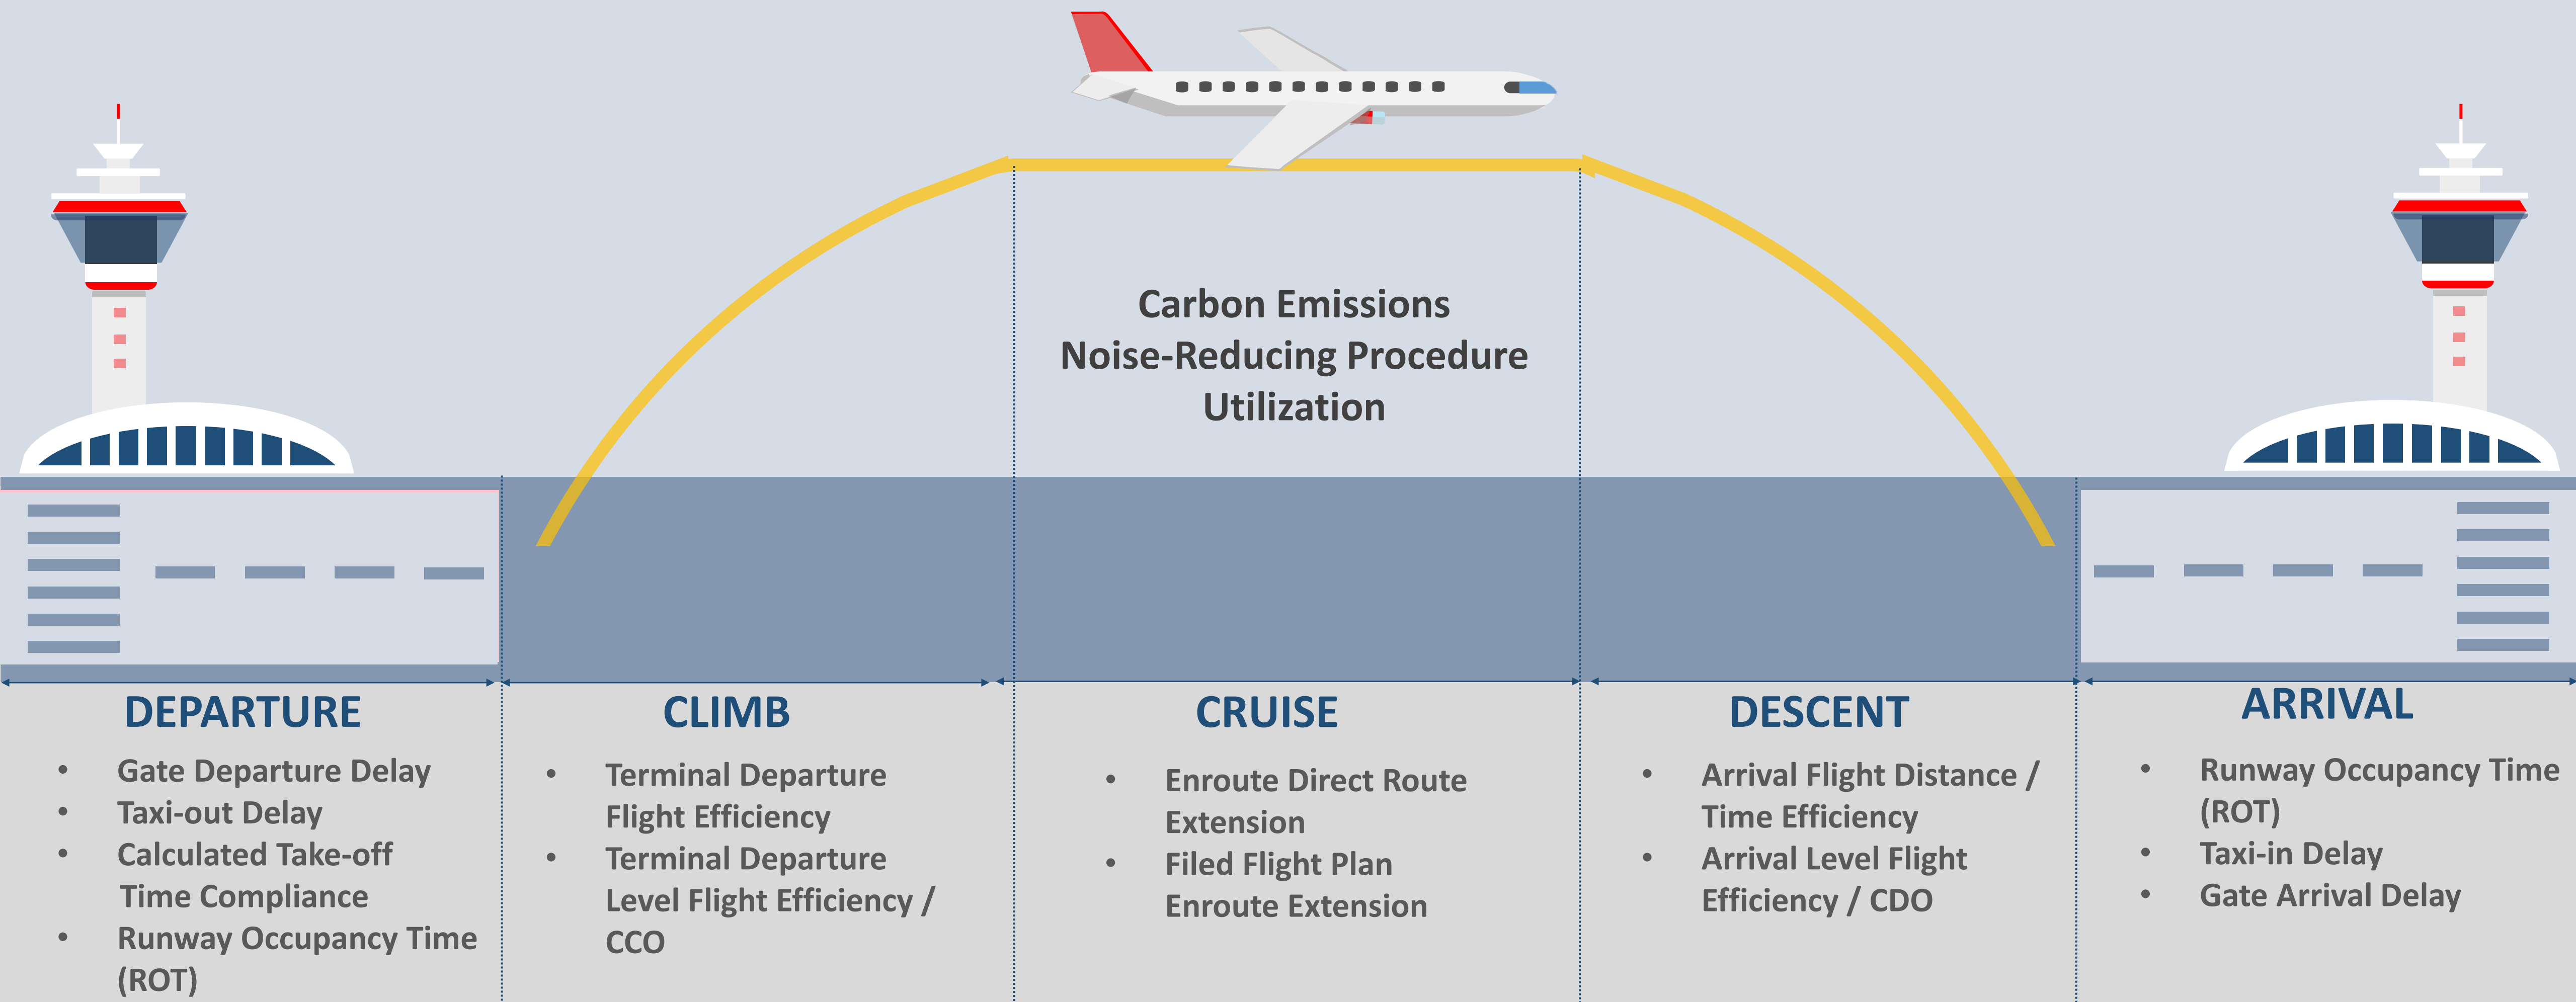 Carbon Emissions
Noise-Reducing Procedure
Utilization
DEPARTURE
• Gate Departure Delay
• Taxi-out Delay
• Calculated Take-off
Time Compliance
• Runway Occupancy Time
(ROT)
CLIMB
• Terminal Departure
Flight Efficiency
• Terminal Departure
Level Flight Efficiency /
CCO
CRUISE
• Enroute Direct Route
Extension
• Filed Flight Plan
Enroute Extension
DESCENT
• Arrival Flight Distance /
Time Efficiency
• Arrival Level Flight
Efficiency / CDO
ARRIVAL
• Runway Occupancy Time
(ROT)
• Taxi-in Delay
• Gate Arrival Delay